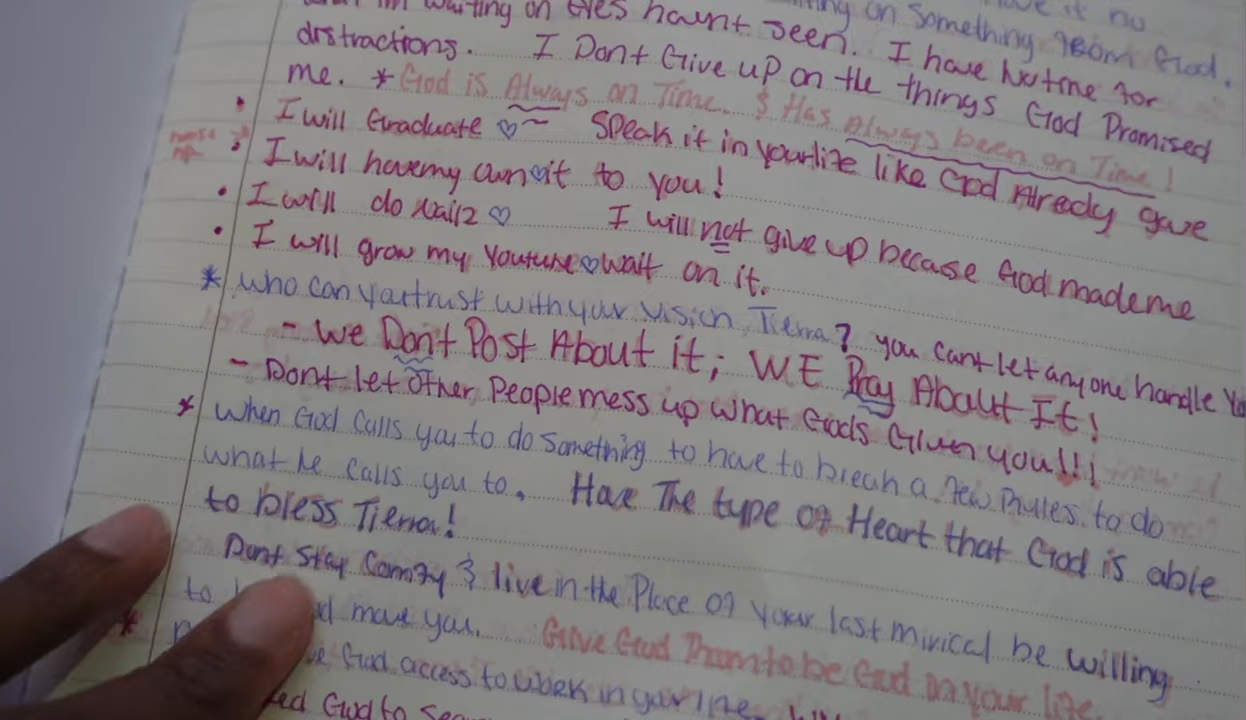 waiting on Eyes havnt seen. I have No time for
on something from God.
distractions. I Dont Give up on the things God Promised
me. *God is Always on Time. & Has Always been on Time!
• I will Graduate ♡ Speak it in your life like God Already gave
• I will have my own it to you!
• I will do nails ♡ I will not give up because God made me
• I will grow my Youtube ♡ wait on it.
* who can you trust with your vision Tierra? you cant let anyone handle
- We Don't Post About it; WE Pray About It!
- Dont let other People mess up what Gods Given you!!!
* When God calls you to do something to have to break a few rules to do
what he calls you to. Have The type of Heart that God is able
to bless Tierra!
Dont Stay Comfy & live in the Place of your last mirical be willing
to move you. Give God Room to be God in your life
God access to work in your life.
God to